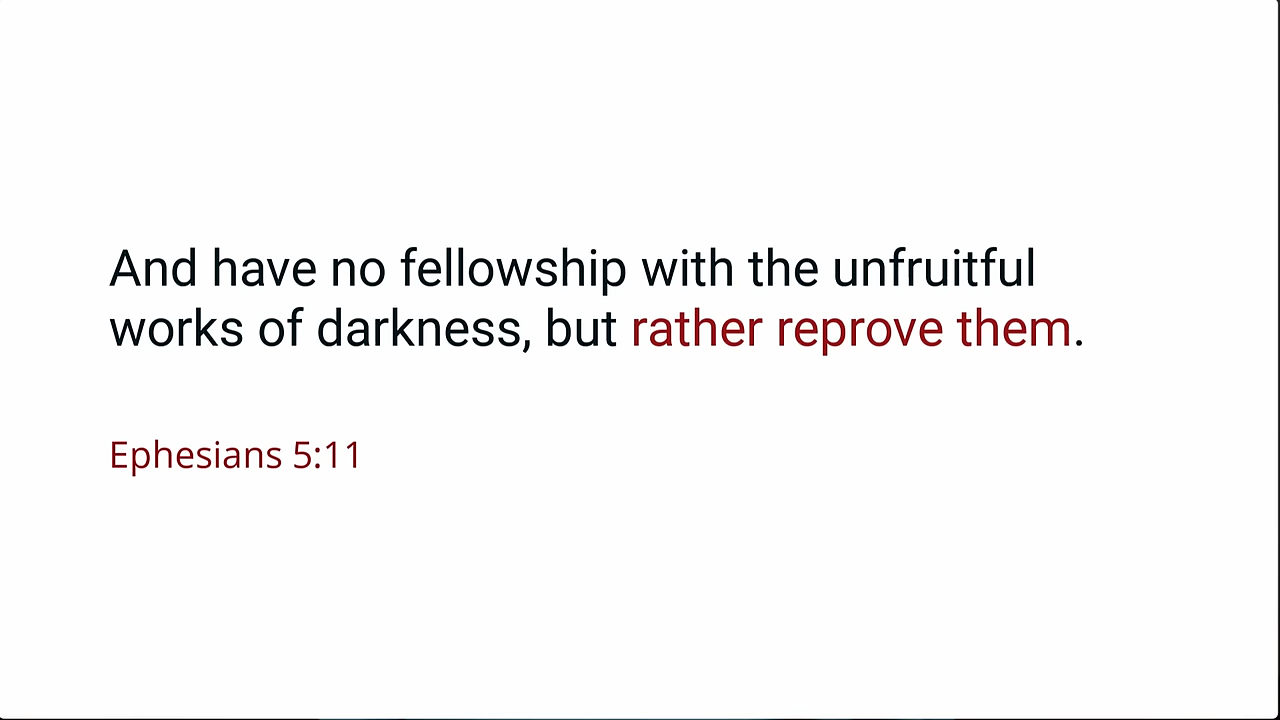 And have no fellowship with the unfruitful
works of darkness, but rather reprove them.
Ephesians 5:11